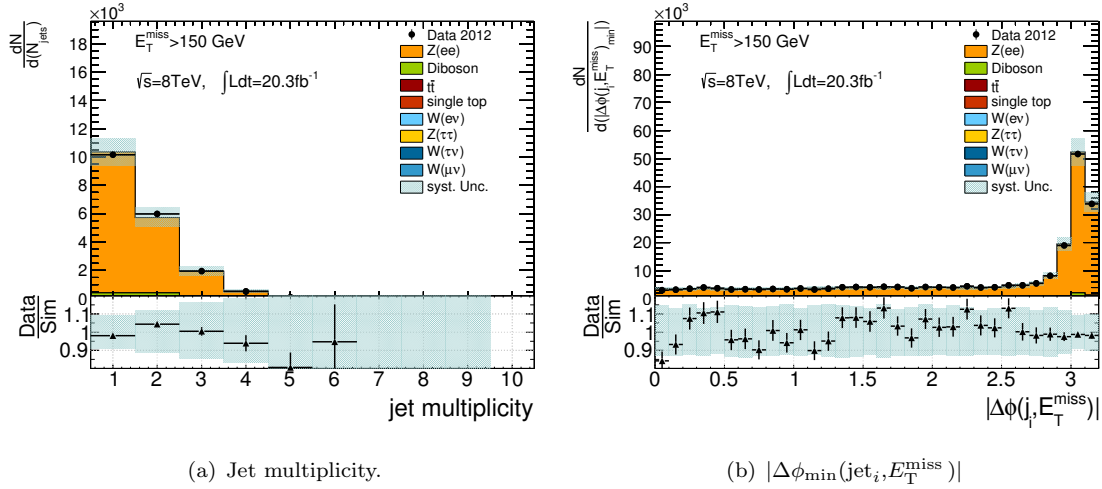 ×10³
dN
d(N_jets)
E_T^miss>150 GeV
√s=8TeV, ∫Ldt=20.3fb⁻¹
Data 2012
Z(ee)
Diboson
tt̄
single top
W(eν)
Z(ττ)
W(τν)
W(μν)
syst. Unc.
18
16
14
12
10
8
6
4
2
0
Data
Sim
1.1
1
0.9
1 2 3 4 5 6 7 8 9 10
jet multiplicity
(a) Jet multiplicity.
×10³
dN
d(|Δϕ(j_i,E_T^miss)_min|)
E_T^miss>150 GeV
√s=8TeV, ∫Ldt=20.3fb⁻¹
Data 2012
Z(ee)
Diboson
tt̄
single top
W(eν)
Z(ττ)
W(τν)
W(μν)
syst. Unc.
90
80
70
60
50
40
30
20
10
0
Data
Sim
1.1
1
0.9
0 0.5 1 1.5 2 2.5 3
|Δϕ(j_i,E_T^miss)|
(b) |Δϕ_min(jet_i,E_T^miss)|